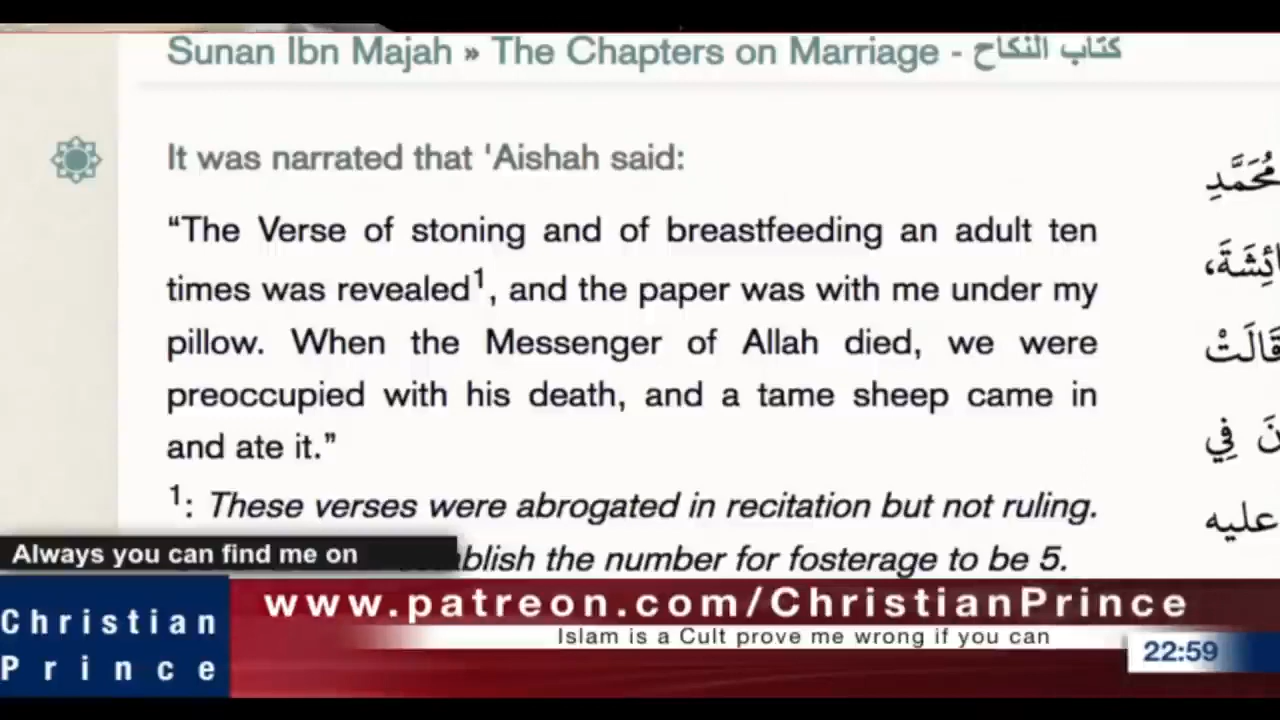 Sunan Ibn Majah » The Chapters on Marriage - كتاب النكاح
It was narrated that 'Aishah said:
“The Verse of stoning and of breastfeeding an adult ten
times was revealed1, and the paper was with me under my
pillow. When the Messenger of Allah died, we were
preoccupied with his death, and a tame sheep came in
and ate it.”
1: These verses were abrogated in recitation but not ruling.
the number for fosterage to be 5.
مُحَمَّدِ
قَالَتْ
فِي
عليه
Always you can find me on
www.patreon.com/ChristianPrince
Islam is a Cult prove me wrong if you can
Christian
Prince
22:59